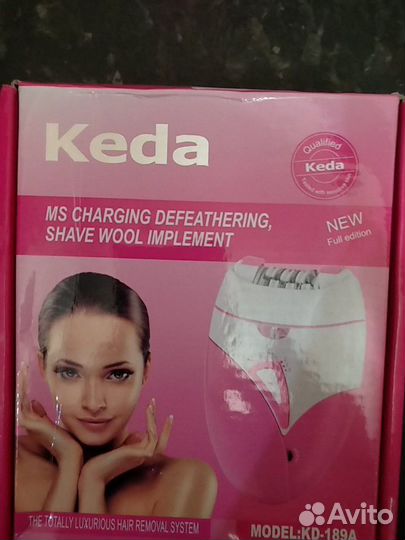 Keda
Qualified
Keda
MS CHARGING DEFEATHERING,
SHAVE WOOL IMPLEMENT
NEW
Full edition
THE TOTALLY LUXURIOUS HAIR REMOVAL SYSTEM
MODEL:KD-189A
Avito